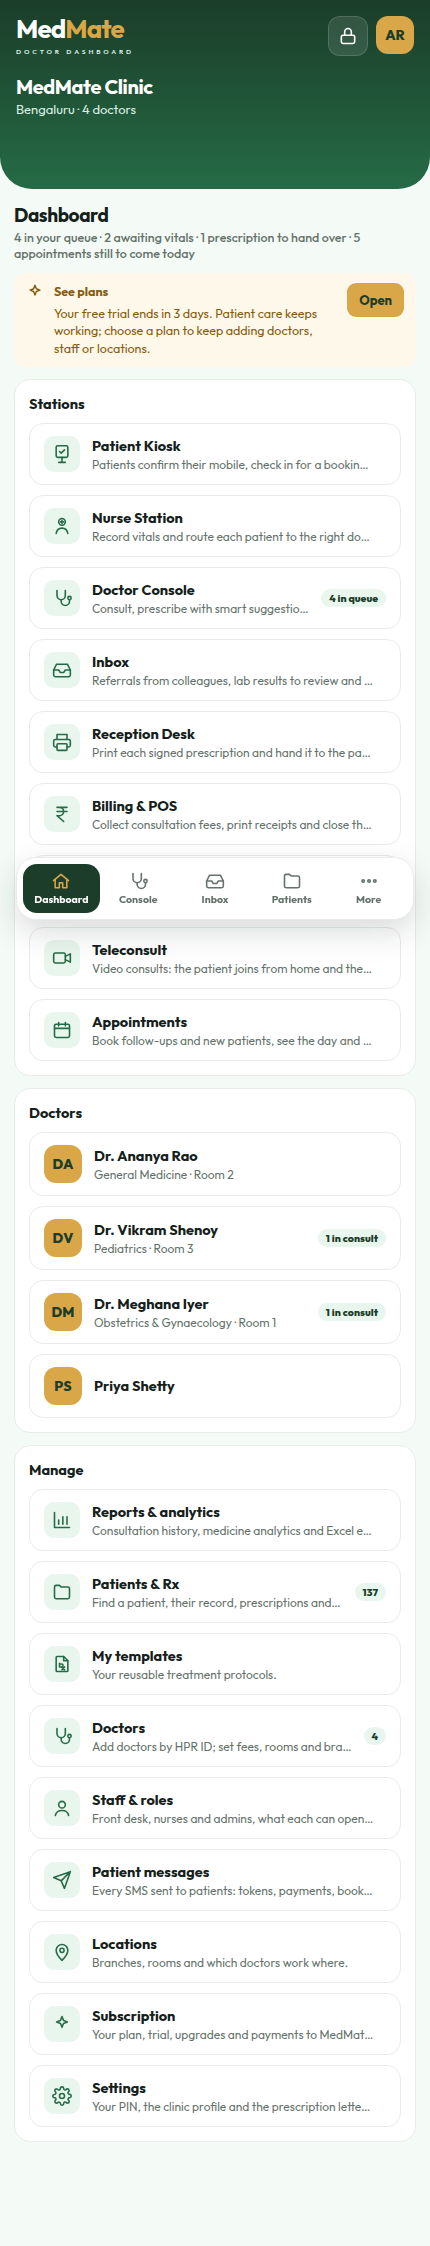 MedMate
DOCTOR DASHBOARD
AR
MedMate Clinic
Bengaluru · 4 doctors
Dashboard
4 in your queue · 2 awaiting vitals · 1 prescription to hand over · 5
appointments still to come today
See plans
Open
Your free trial ends in 3 days. Patient care keeps
working; choose a plan to keep adding doctors,
staff or locations.
Stations
Patient Kiosk
Patients confirm their mobile, check in for a bookin...
Nurse Station
Record vitals and route each patient to the right do...
Doctor Console
Consult, prescribe with smart suggestio...
4 in queue
Inbox
Referrals from colleagues, lab results to review and ...
Reception Desk
Print each signed prescription and hand it to the pa...
Billing & POS
Collect consultation fees, print receipts and close th...
Dashboard
Console
Inbox
Patients
More
Teleconsult
Video consults: the patient joins from home and the...
Appointments
Book follow-ups and new patients, see the day and ...
Doctors
DA
Dr. Ananya Rao
General Medicine · Room 2
DV
Dr. Vikram Shenoy
Pediatrics · Room 3
1 in consult
DM
Dr. Meghana Iyer
Obstetrics & Gynaecology · Room 1
1 in consult
PS
Priya Shetty
Manage
Reports & analytics
Consultation history, medicine analytics and Excel e...
Patients & Rx
Find a patient, their record, prescriptions and...
137
My templates
Your reusable treatment protocols.
Doctors
Add doctors by HPR ID; set fees, rooms and bra...
4
Staff & roles
Front desk, nurses and admins, what each can open...
Patient messages
Every SMS sent to patients: tokens, payments, book...
Locations
Branches, rooms and which doctors work where.
Subscription
Your plan, trial, upgrades and payments to MedMat...
Settings
Your PIN, the clinic profile and the prescription lette...